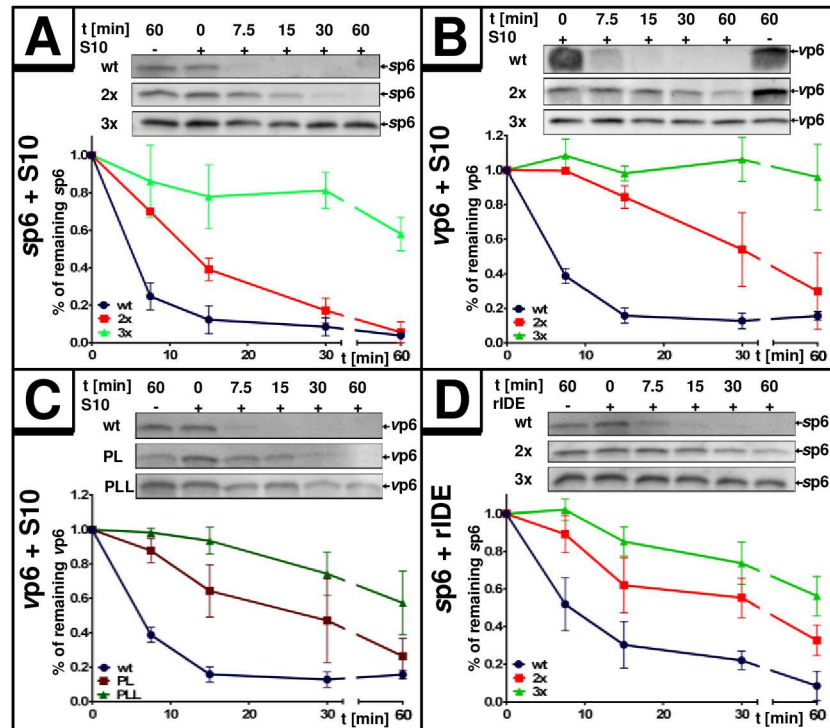 A
t [min] 60 0 7.5 15 30 60
S10 - + + + + +
wt sp6
2x sp6
3x sp6
sp6 + S10
% of remaining sp6
1.0
0.8
0.6
0.4
0.2
0.0
wt
2x
3x
0 10 20 30 60
t [min]
B
t [min] 0 7.5 15 30 60 60
S10 + + + + + -
wt vp6
2x vp6
3x vp6
vp6 + S10
% of remaining vp6
1.2
1.0
0.8
0.6
0.4
0.2
0.0
wt
2x
3x
0 10 20 30 60
t [min]
C
t [min] 60 0 7.5 15 30 60
S10 - + + + + +
wt vp6
PL vp6
PLL vp6
vp6 + S10
% of remaining vp6
1.0
0.8
0.6
0.4
0.2
0.0
wt
PL
PLL
0 10 20 30 60
t [min]
D
t [min] 60 0 7.5 15 30 60
rIDE - + + + + +
wt sp6
2x sp6
3x sp6
sp6 + rIDE
% of remaining sp6
1.0
0.8
0.6
0.4
0.2
0.0
wt
2x
3x
0 10 20 30 60
t [min]